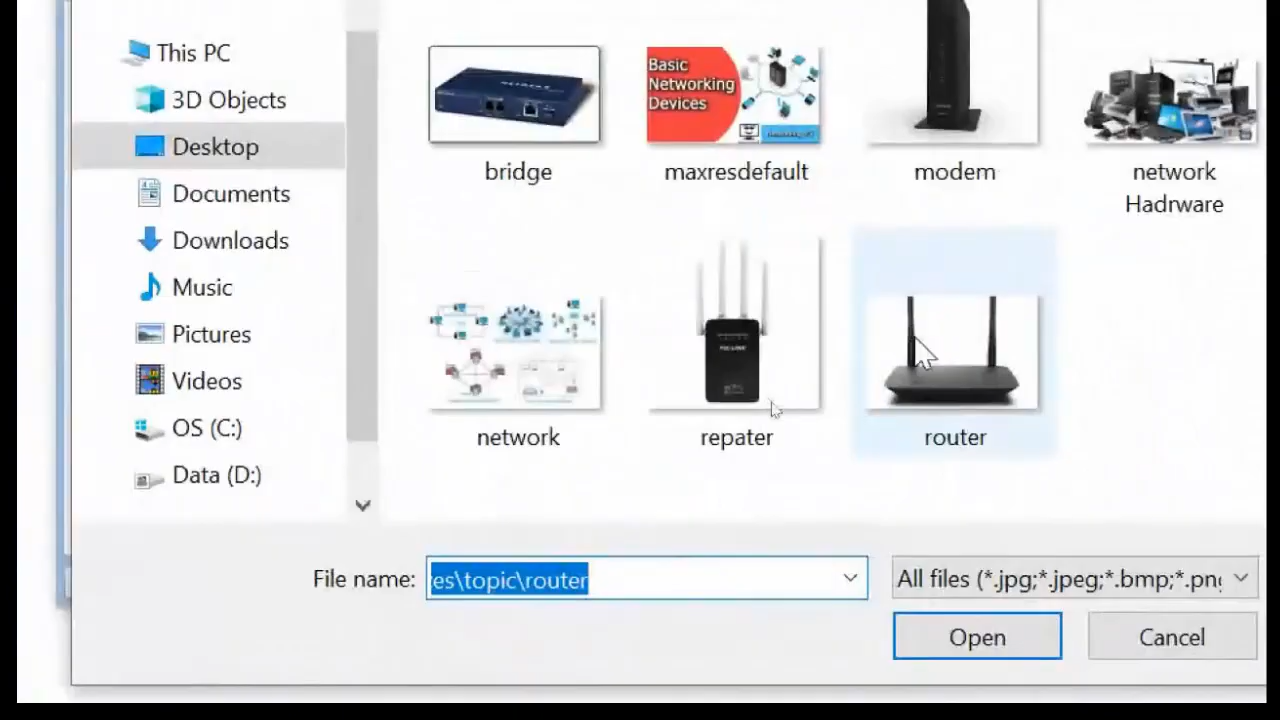 This PC
3D Objects
Desktop
Documents
Downloads
Music
Pictures
Videos
OS (C:)
Data (D:)
Basic
Networking
Devices
bridge
maxresdefault
modem
network
Hadrware
network
repater
router
File name:
es\topic\router
All files (*.jpg;*.jpeg;*.bmp;*.png
Open
Cancel